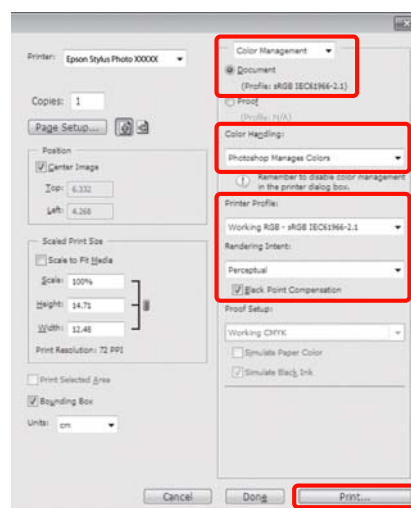 Printer: Epson Stylus Photo XXXXX
Copies: 1
Page Setup...
Position
Center Image
Top: 6.332
Left: 4.268
Scaled Print Size
Scale to Fit Media
Scale: 100%
Height: 14.71
Width: 12.48
Print Resolution: 72 PPI
Print Selected Area
Bounding Box
Units: cm
Color Management
Document
(Profile: sRGB IEC61966-2.1)
Proof
(Profile: N/A)
Color Handling:
Photoshop Manages Colors
Remember to disable color management
in the printer dialog box.
Printer Profile:
Working RGB - sRGB IEC61966-2.1
Rendering Intent:
Perceptual
Black Point Compensation
Proof Setup:
Working CMYK
Simulate Paper Color
Simulate Black Ink
Cancel
Done
Print...